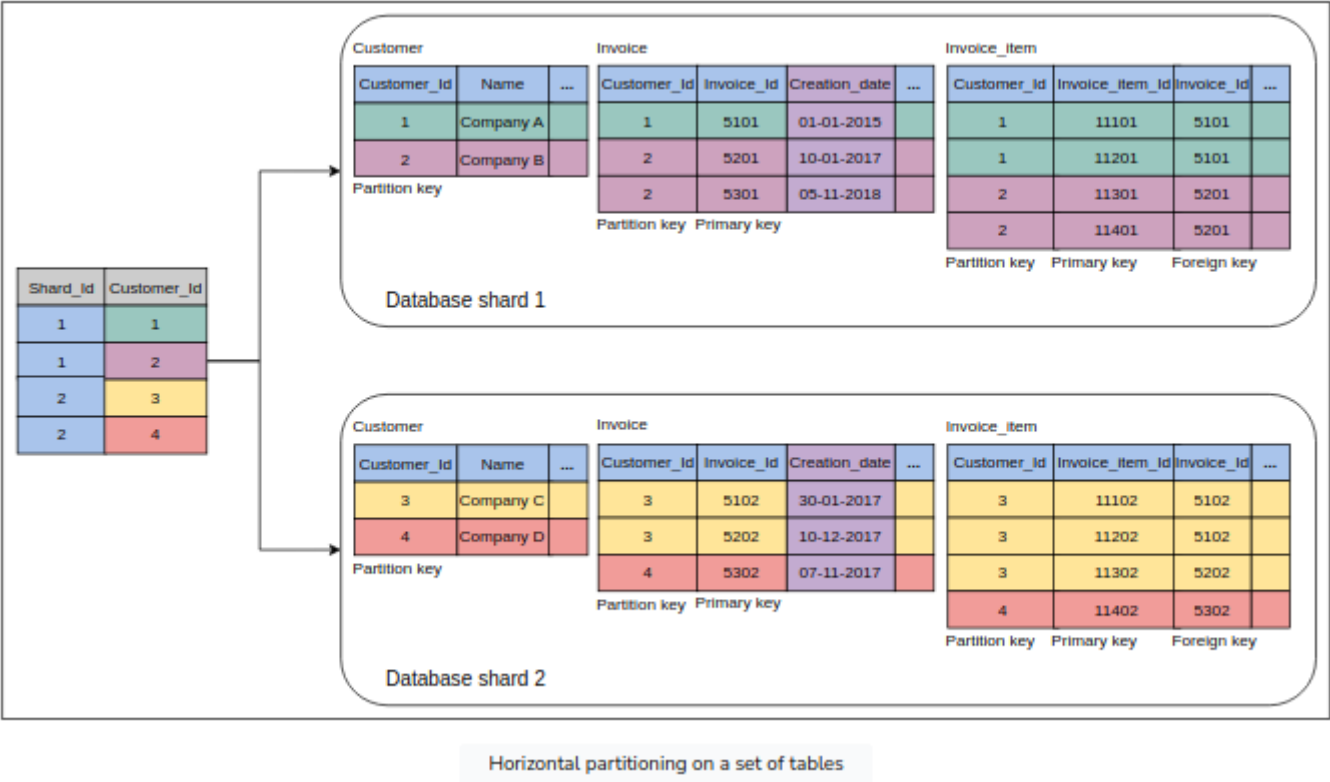 Shard_Id Customer_Id
1 1
1 2
2 3
2 4
Customer
Customer_Id Name ...
1 Company A
2 Company B
Partition key
Invoice
Customer_Id Invoice_Id Creation_date ...
1 5101 01-01-2015
2 5201 10-01-2017
2 5301 05-11-2018
Partition key Primary key
Invoice_item
Customer_Id Invoice_item_Id Invoice_Id ...
1 11101 5101
1 11201 5101
2 11301 5201
2 11401 5201
Partition key Primary key Foreign key
Database shard 1
Customer
Customer_Id Name ...
3 Company C
4 Company D
Partition key
Invoice
Customer_Id Invoice_Id Creation_date ...
3 5102 30-01-2017
3 5202 10-12-2017
4 5302 07-11-2017
Partition key Primary key
Invoice_item
Customer_Id Invoice_item_Id Invoice_Id ...
3 11102 5102
3 11202 5102
3 11302 5202
4 11402 5302
Partition key Primary key Foreign key
Database shard 2
Horizontal partitioning on a set of tables